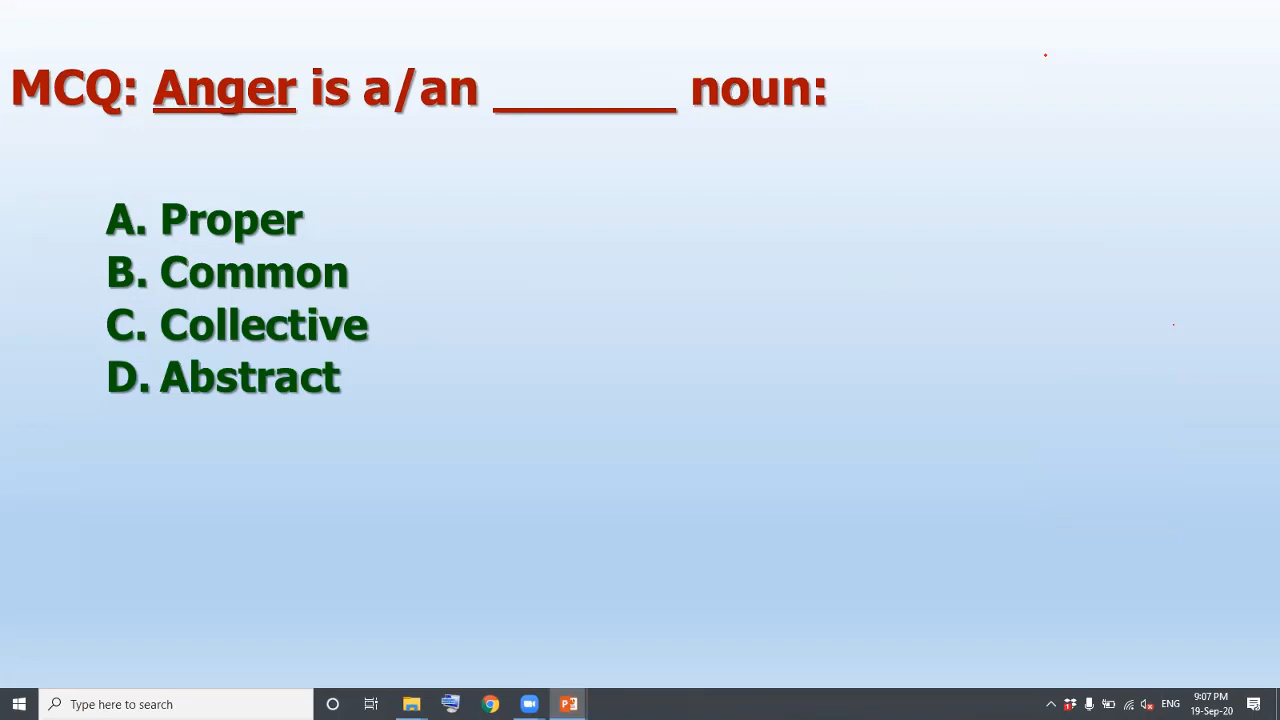 MCQ: Anger is a/an _______ noun:
A. Proper
B. Common
C. Collective
D. Abstract
Type here to search
ENG
9:07 PM
19-Sep-20